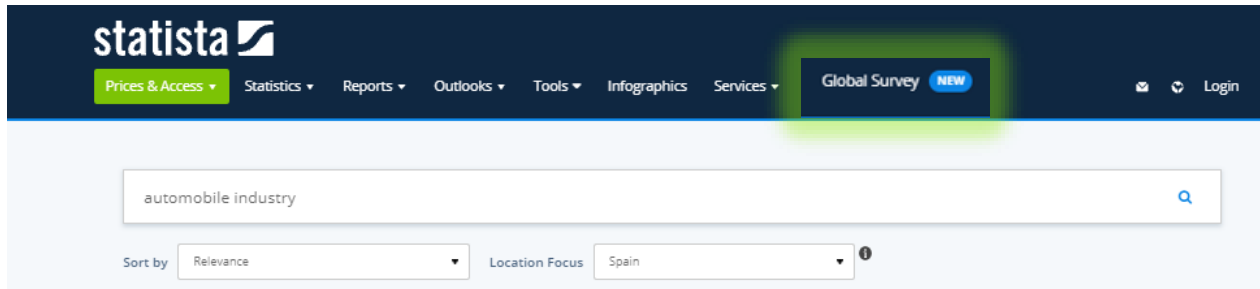 statista
Prices & Access Statistics Reports Outlooks Tools Infographics Services Global Survey NEW Login
automobile industry
Sort by Relevance Location Focus Spain